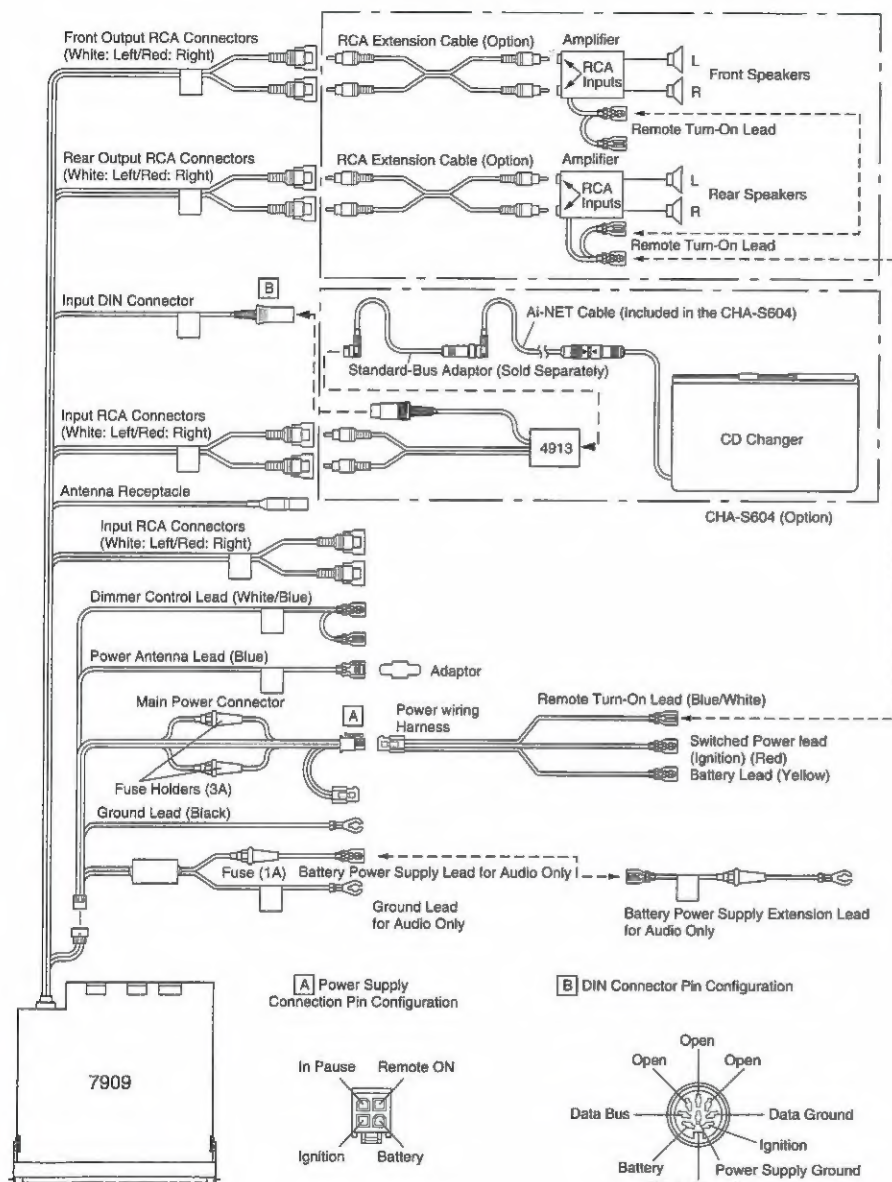 Front Output RCA Connectors
(White: Left/Red: Right)
RCA Extension Cable (Option)
Amplifier
RCA
Inputs
L
R
Front Speakers
Remote Turn-On Lead
Rear Output RCA Connectors
(White: Left/Red: Right)
RCA Extension Cable (Option)
Amplifier
RCA
Inputs
L
R
Rear Speakers
Remote Turn-On Lead
Input DIN Connector
B
Ai-NET Cable (Included in the CHA-S604)
Standard-Bus Adaptor (Sold Separately)
Input RCA Connectors
(White: Left/Red: Right)
4913
CD Changer
Antenna Receptacle
CHA-S604 (Option)
Input RCA Connectors
(White: Left/Red: Right)
Dimmer Control Lead (White/Blue)
Power Antenna Lead (Blue)
Adaptor
Main Power Connector
A
Power wiring
Harness
Remote Turn-On Lead (Blue/White)
Switched Power lead
(Ignition) (Red)
Battery Lead (Yellow)
Fuse Holders (3A)
Ground Lead (Black)
Fuse (1A)
Battery Power Supply Lead for Audio Only
Ground Lead
for Audio Only
Battery Power Supply Extension Lead
for Audio Only
A Power Supply
Connection Pin Configuration
B DIN Connector Pin Configuration
7909
In Pause
Remote ON
Ignition
Battery
Open
Open
Open
Data Bus
Data Ground
Ignition
Battery
Power Supply Ground